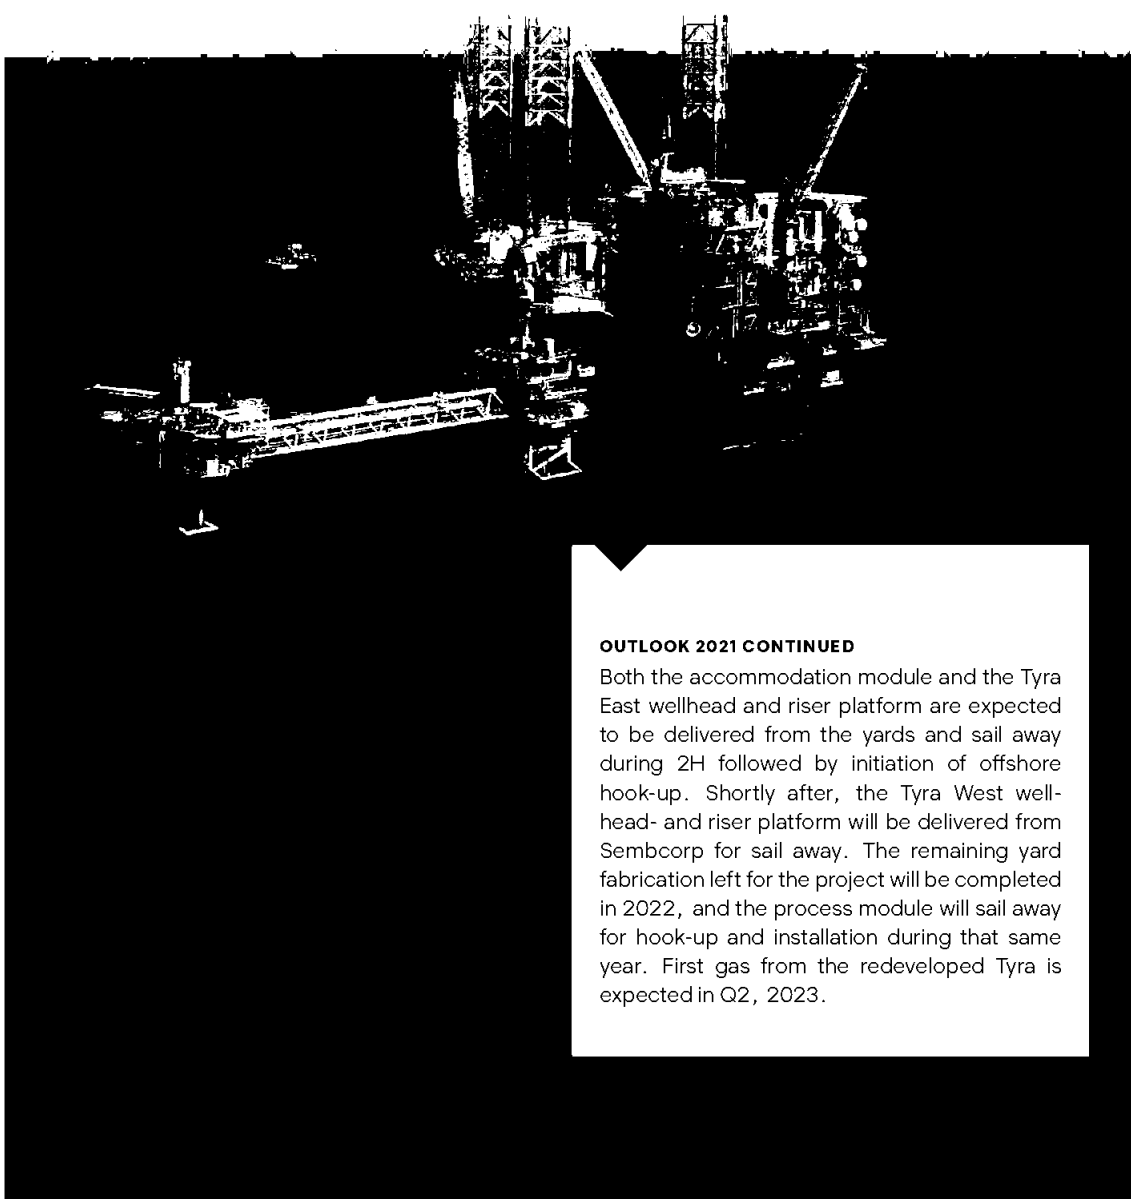 OUTLOOK 2021 CONTINUED
Both the accommodation module and the Tyra
East wellhead and riser platform are expected
to be delivered from the yards and sail away
during 2H followed by initiation of offshore
hook-up. Shortly after, the Tyra West well-
head- and riser platform will be delivered from
Sembcorp for sail away. The remaining yard
fabrication left for the project will be completed
in 2022, and the process module will sail away
for hook-up and installation during that same
year. First gas from the redeveloped Tyra is
expected in Q2, 2023.